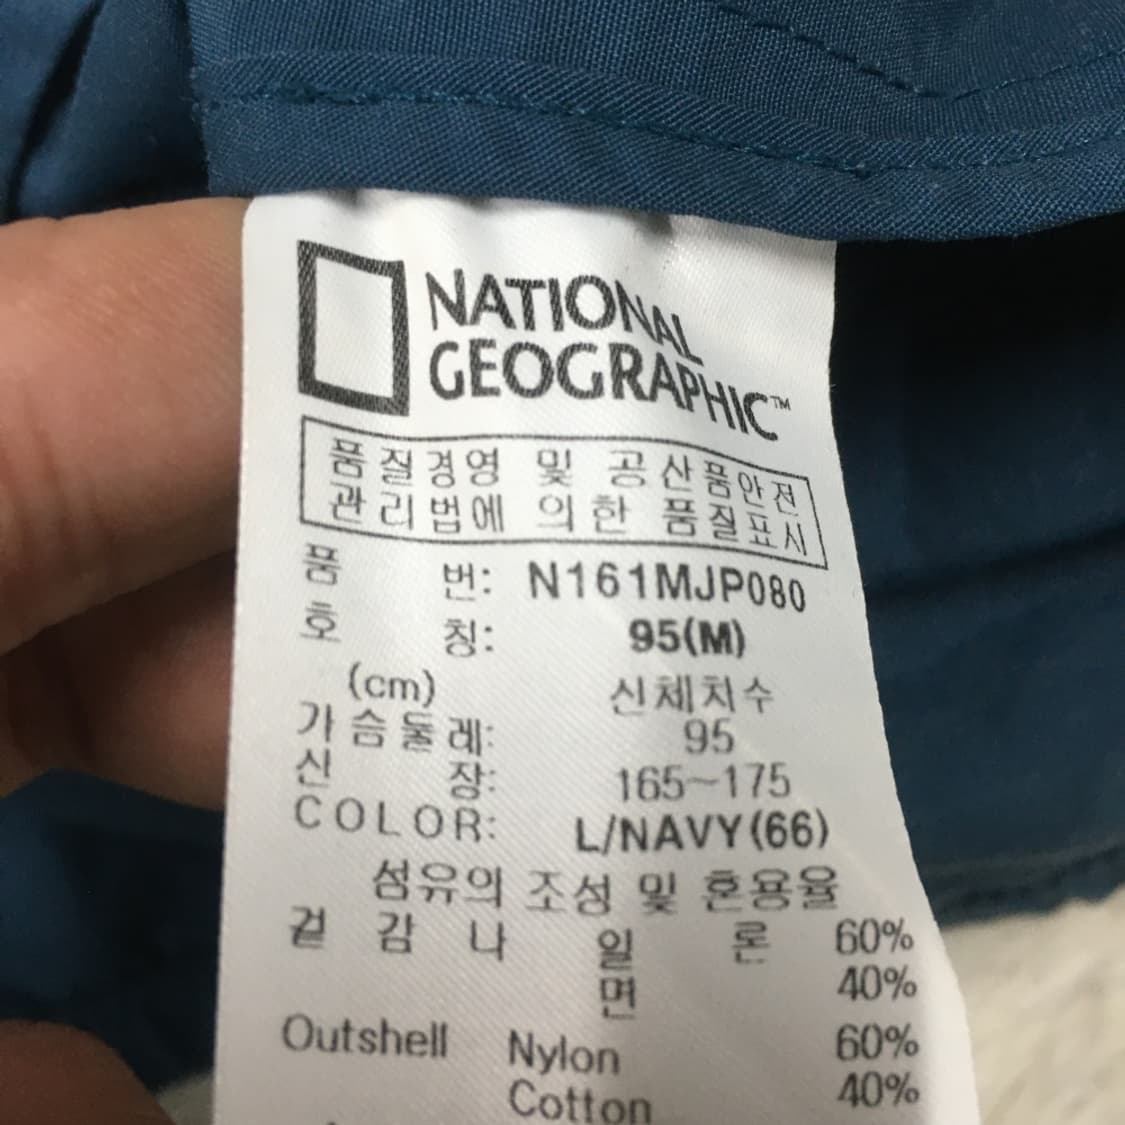 NATIONAL
GEOGRAPHIC™
품질경영 및 공산품안전
관리법에 의한 품질표시
품 번: N161MJP080
호 칭: 95(M)
(cm) 신체치수
가슴둘레: 95
신 장: 165~175
COLOR: L/NAVY(66)
섬유의 조성 및 혼용율
겉 감 나 일 론 60%
면 40%
Outshell Nylon 60%
Cotton 40%